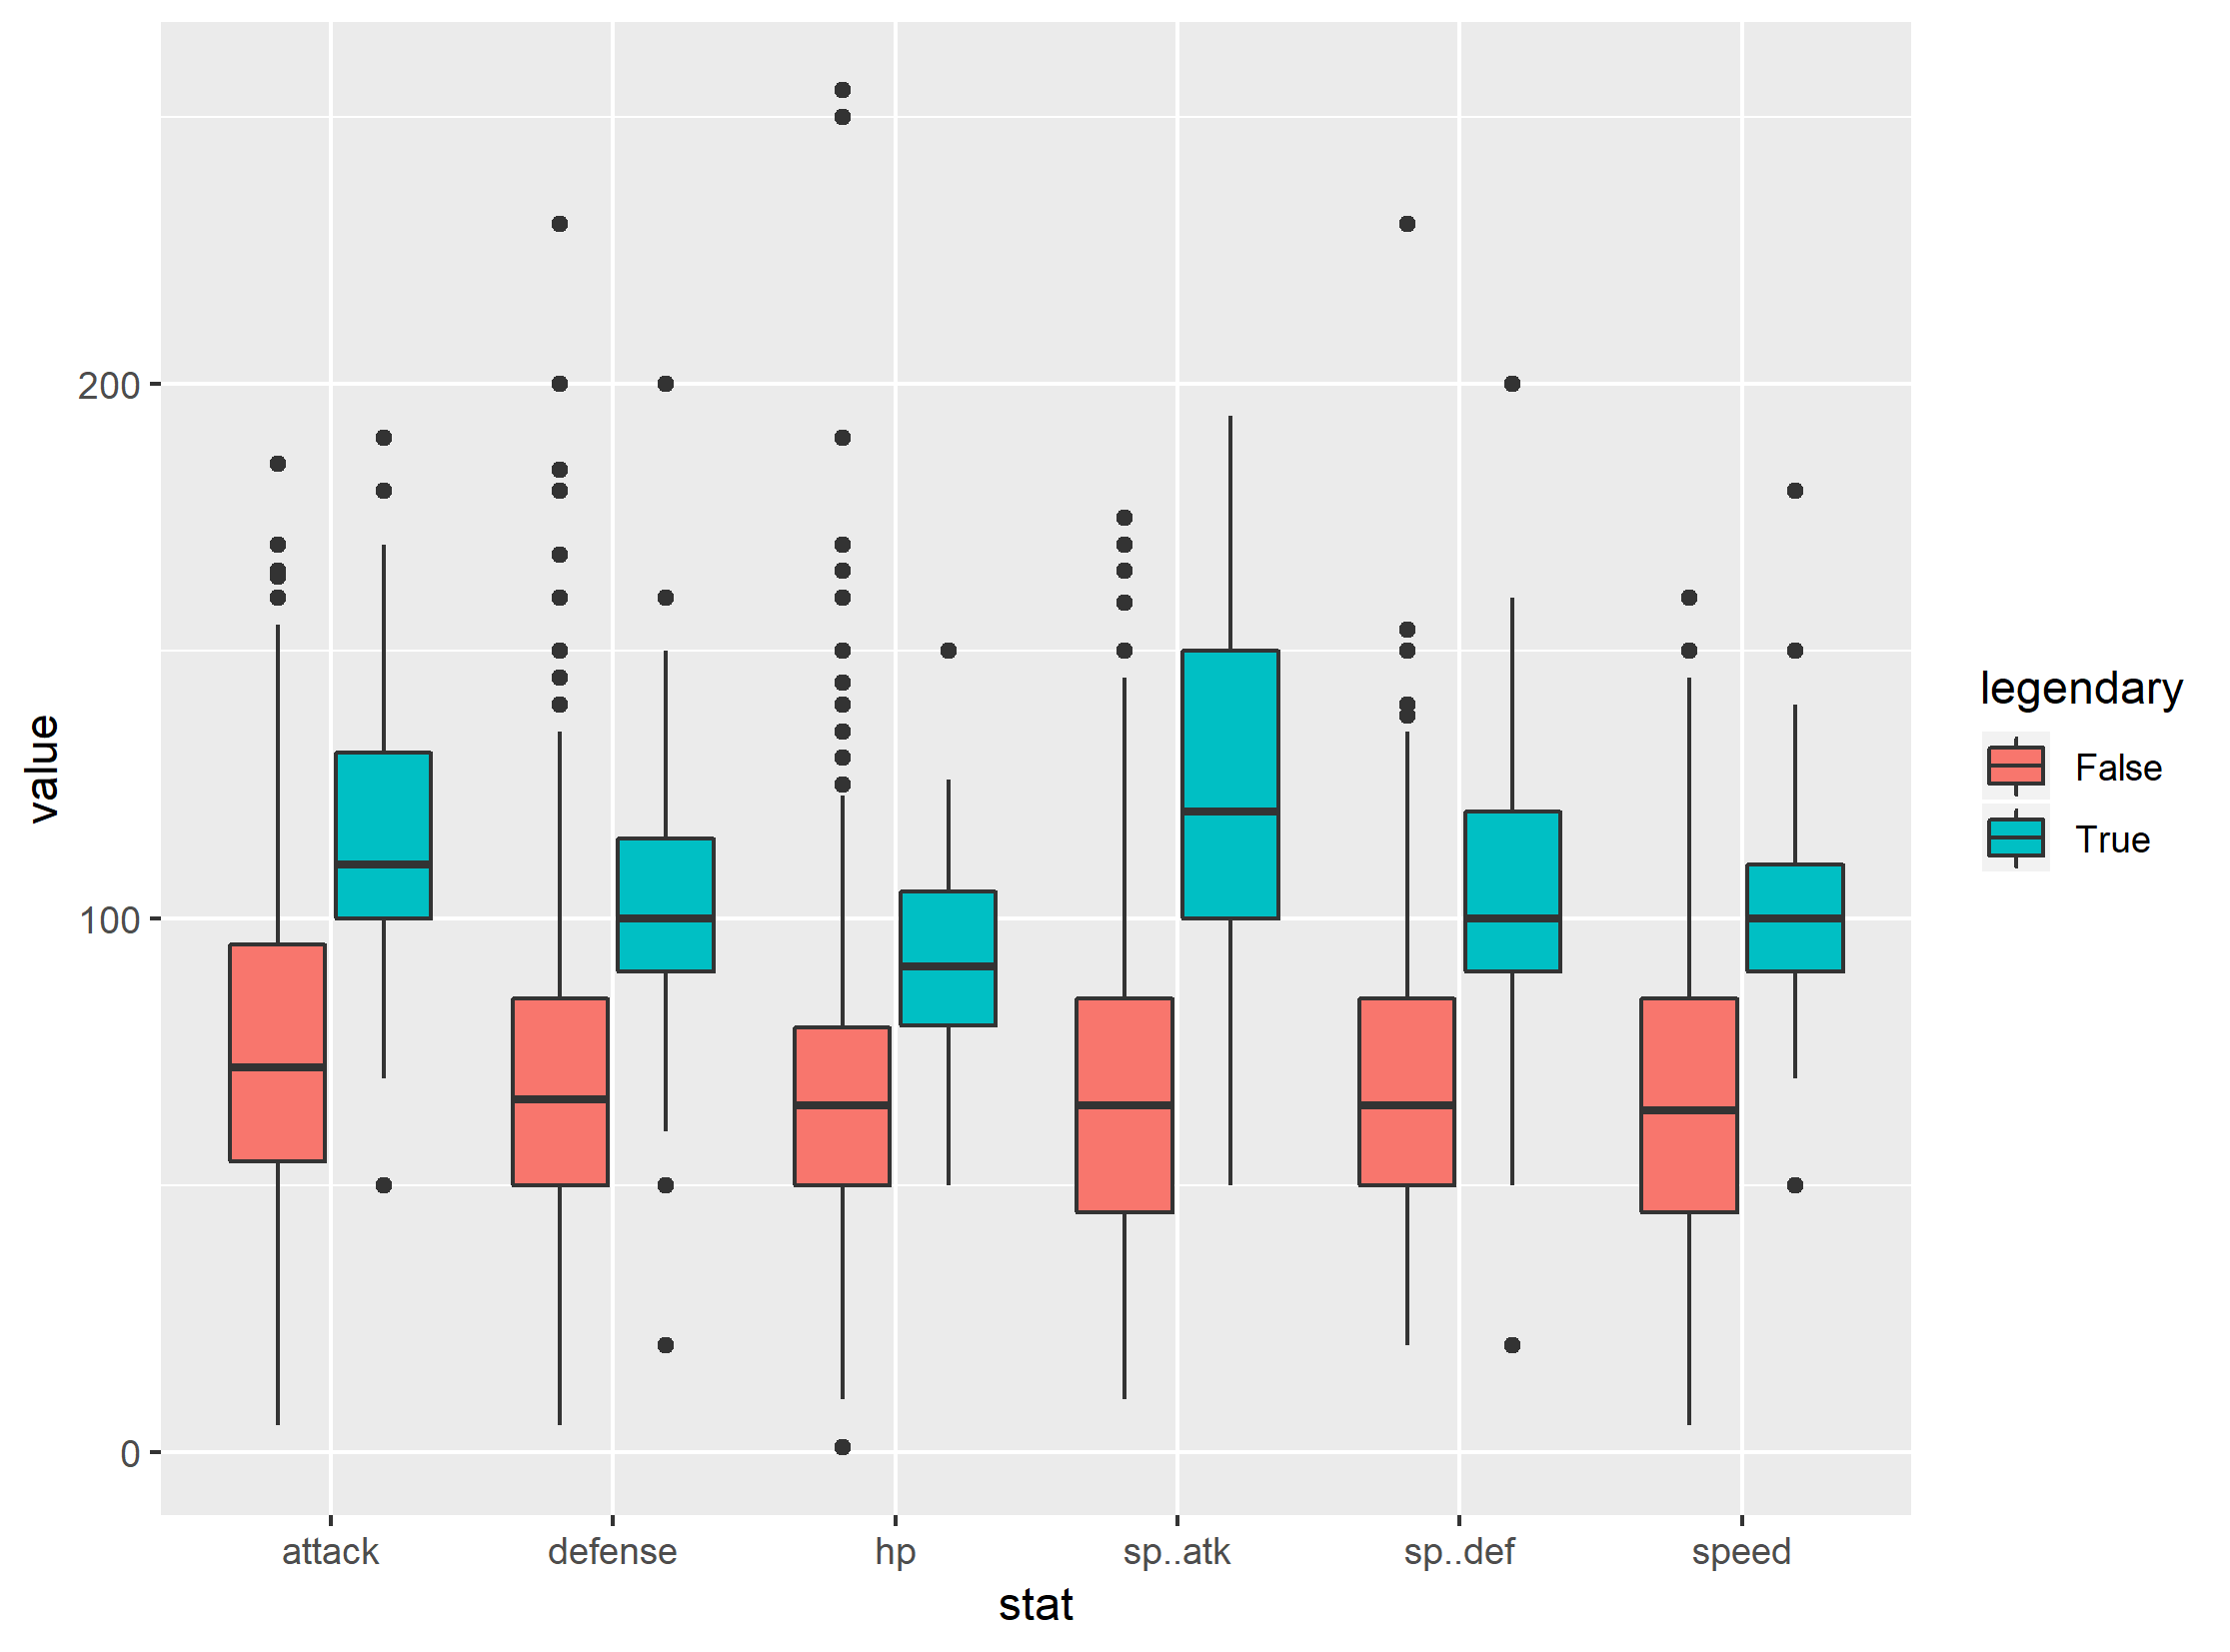 value
200
100
0
attack defense hp sp..atk sp..def speed
stat
legendary
False
True